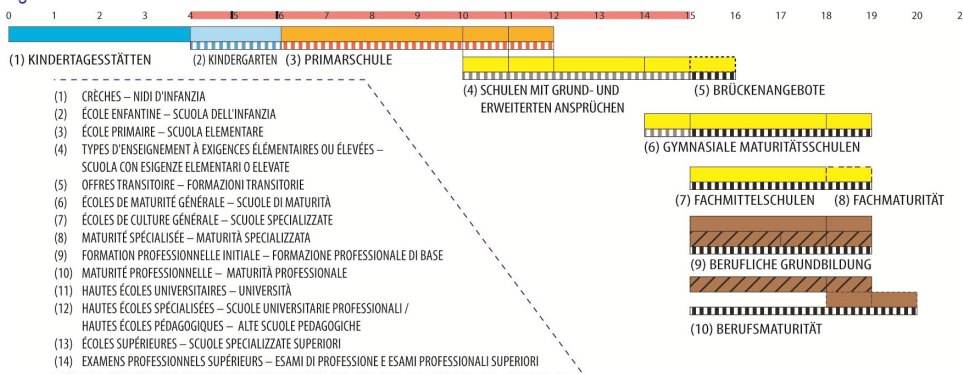 0 1 2 3 4 5 6 7 8 9 10 11 12 13 14 15 16 17 18 19 20 2
(1) KINDERTAGESSTÄTTEN
(2) KINDERGARTEN
(3) PRIMARSCHULE
(4) SCHULEN MIT GRUND- UND
ERWEITERTEN ANSPRÜCHEN
(5) BRÜCKENANGEBOTE
(6) GYMNASIALE MATURITÄTSSCHULEN
(7) FACHMITTELSCHULEN
(8) FACHMATURITÄT
(9) BERUFLICHE GRUNDBILDUNG
(10) BERUFSMATURITÄT
(1) CRÈCHES – NIDI D'INFANZIA
(2) ÉCOLE ENFANTINE – SCUOLA DELL'INFANZIA
(3) ÉCOLE PRIMAIRE – SCUOLA ELEMENTARE
(4) TYPES D'ENSEIGNEMENT À EXIGENCES ÉLÉMENTAIRES OU ÉLEVÉES –
SCUOLA CON ESIGENZE ELEMENTARI O ELEVATE
(5) OFFRES TRANSITOIRE – FORMAZIONI TRANSITORIE
(6) ÉCOLES DE MATURITÉ GÉNÉRALE – SCUOLE DI MATURITÀ
(7) ÉCOLES DE CULTURE GÉNÉRALE – SCUOLE SPECIALIZZATE
(8) MATURITÉ SPÉCIALISÉE – MATURITÀ SPECIALIZZATA
(9) FORMATION PROFESSIONNELLE INITIALE – FORMAZIONE PROFESSIONALE DI BASE
(10) MATURITÉ PROFESSIONNELLE – MATURITÀ PROFESSIONALE
(11) HAUTES ÉCOLES UNIVERSITAIRES – UNIVERSITÀ
(12) HAUTES ÉCOLES SPÉCIALISÉES – SCUOLE UNIVERSITARIE PROFESSIONALI /
HAUTES ÉCOLES PÉDAGOGIQUES – ALTE SCUOLE PEDAGOGICHE
(13) ÉCOLES SUPÉRIEURES – SCUOLE SPECIALIZZATE SUPERIORI
(14) EXAMENS PROFESSIONNELS SUPÉRIEURS – ESAMI DI PROFESSIONE E ESAMI PROFESSIONALI SUPERIORI